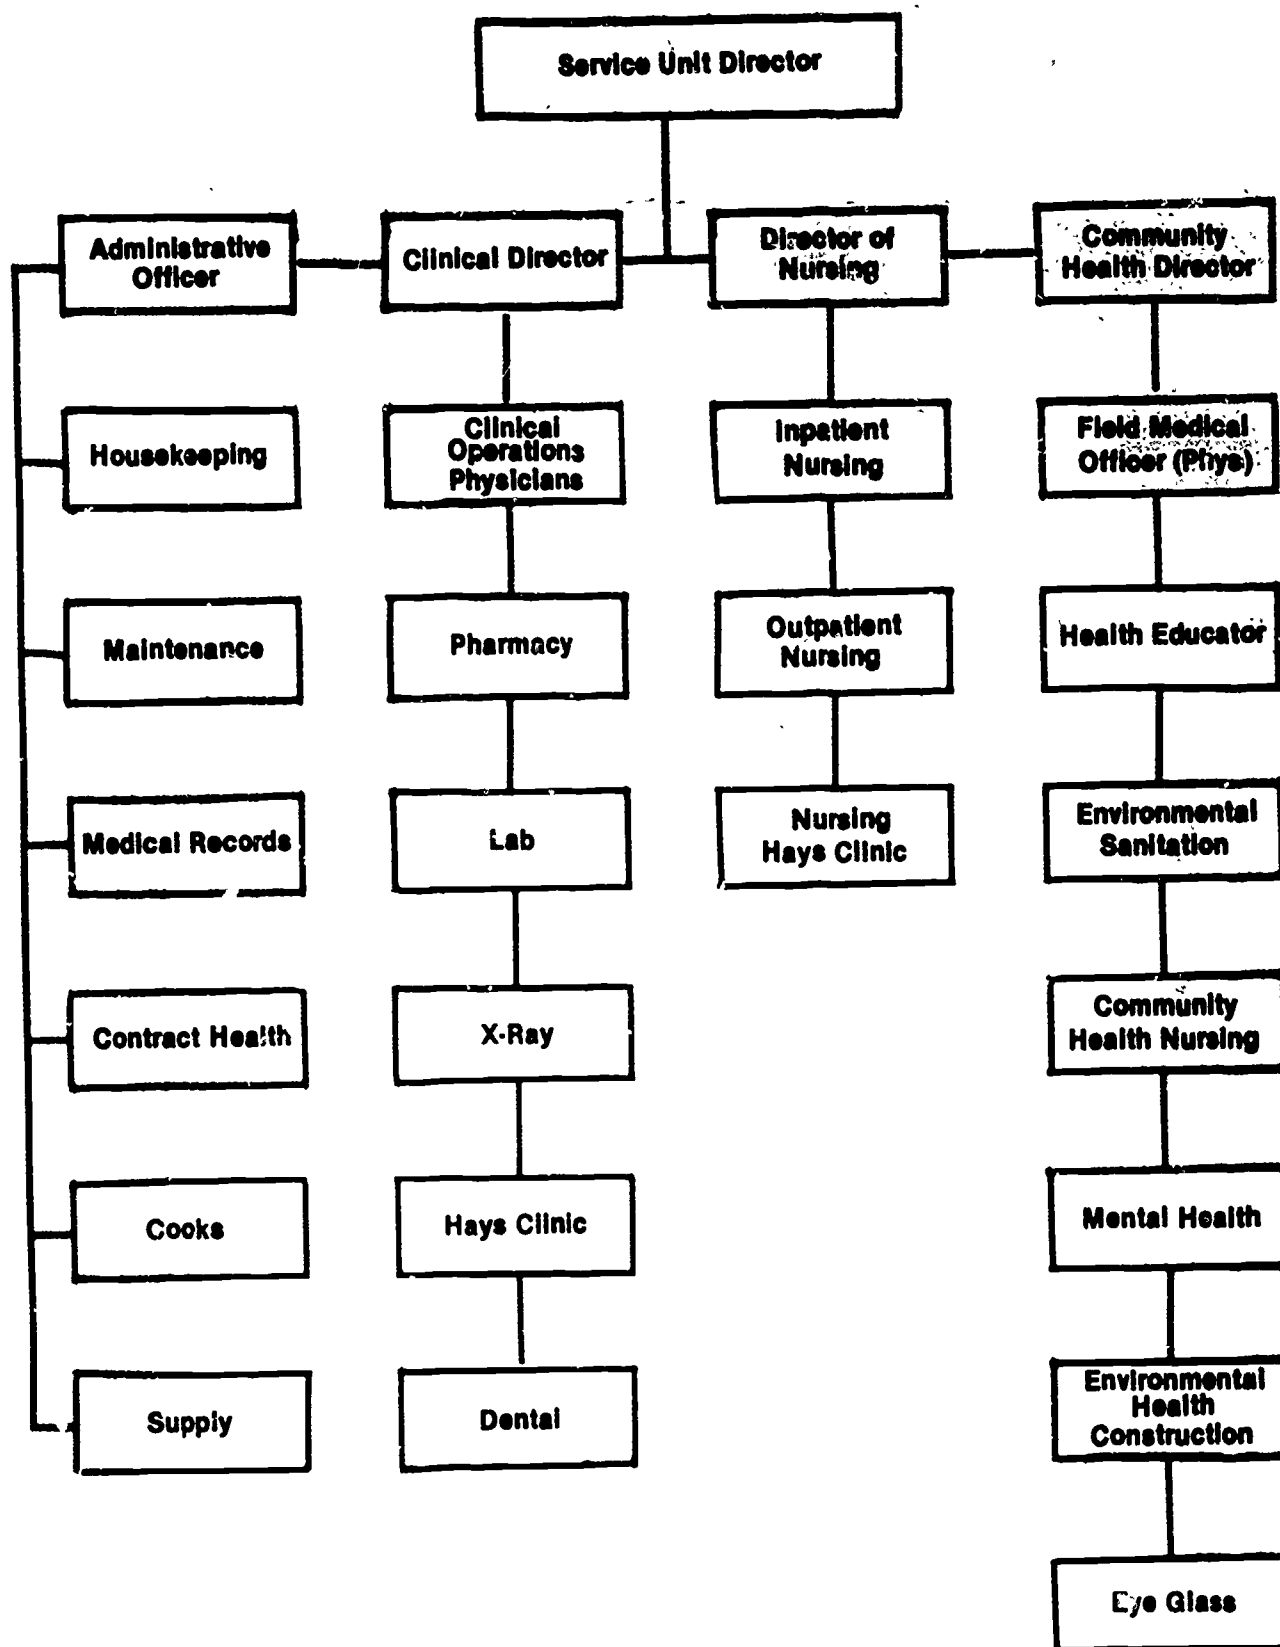 Service Unit Director
Administrative
Officer
Clinical Director
Director of
Nursing
Community
Health Director
Housekeeping
Clinical
Operations
Physicians
Inpatient
Nursing
Field Medical
Officer (Phys)
Maintenance
Pharmacy
Outpatient
Nursing
Health Educator
Medical Records
Lab
Nursing
Hays Clinic
Environmental
Sanitation
Contract Health
X-Ray
Community
Health Nursing
Cooks
Hays Clinic
Mental Health
Supply
Dental
Environmental
Health
Construction
Eye Glass